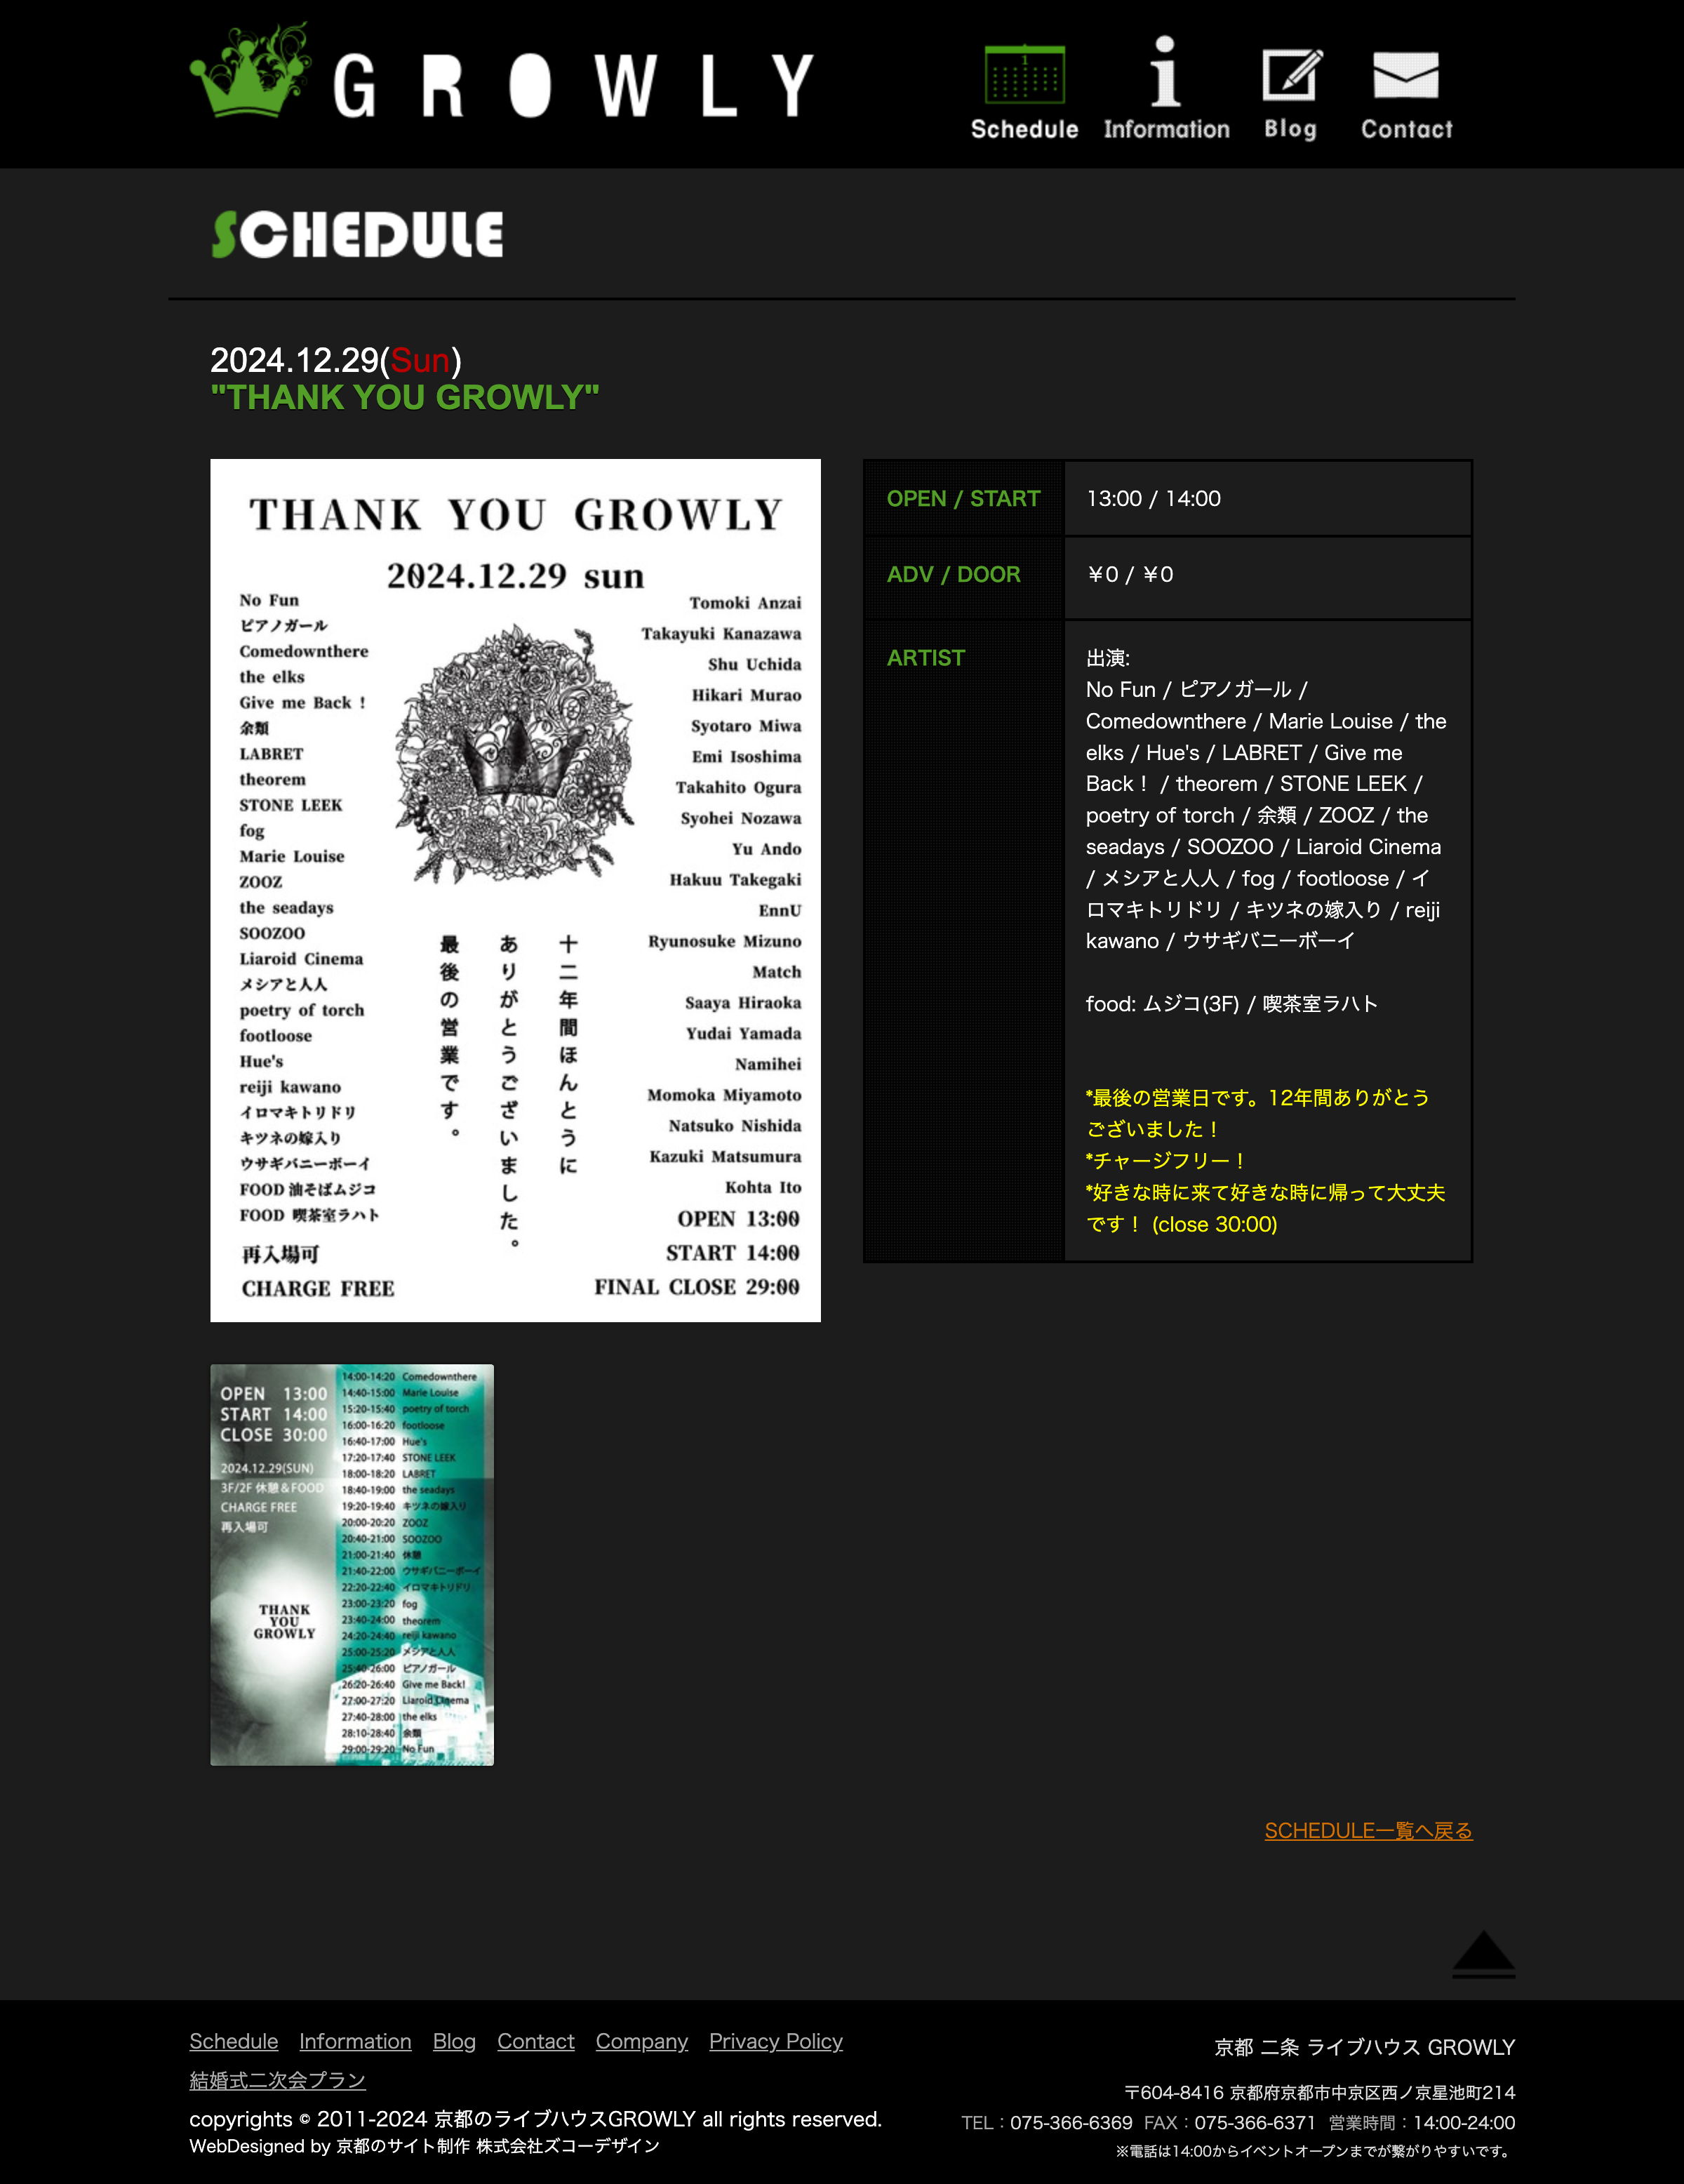 GROWLY
Schedule
Information
Blog
Contact
SCHEDULE
2024.12.29(Sun)
"THANK YOU GROWLY"
THANK YOU GROWLY
2024.12.29 sun
No Fun
ピアノガール
Comedownthere
the elks
Give me Back !
余類
LABRET
theorem
STONE LEEK
fog
Marie Louise
ZOOZ
the seadays
SOOZOO
Liaroid Cinema
メシアと人人
poetry of torch
footloose
Hue's
reiji kawano
イロマキトリドリ
キツネの嫁入り
ウサギバニーボーイ
FOOD 油そばムジコ
FOOD 喫茶室ラハト
再入場可
CHARGE FREE
十二年間ほんとうに
ありがとうございました。
最後の営業です。
Tomoki Anzai
Takayuki Kanazawa
Shu Uchida
Hikari Murao
Syotaro Miwa
Emi Isoshima
Takahito Ogura
Syohei Nozawa
Yu Ando
Hakuu Takegaki
EnnU
Ryunosuke Mizuno
Match
Saaya Hiraoka
Yudai Yamada
Namihei
Momoka Miyamoto
Natsuko Nishida
Kazuki Matsumura
Kohta Ito
OPEN 13:00
START 14:00
FINAL CLOSE 29:00
OPEN / START
13:00 / 14:00
ADV / DOOR
￥0 / ￥0
ARTIST
出演:
No Fun / ピアノガール /
Comedownthere / Marie Louise / the
elks / Hue's / LABRET / Give me
Back！ / theorem / STONE LEEK /
poetry of torch / 余類 / ZOOZ / the
seadays / SOOZOO / Liaroid Cinema
/ メシアと人人 / fog / footloose / イ
ロマキトリドリ / キツネの嫁入り / reiji
kawano / ウサギバニーボーイ
food: ムジコ(3F) / 喫茶室ラハト
*最後の営業日です。12年間ありがとう
ございました！
*チャージフリー！
*好きな時に来て好きな時に帰って大丈夫
です！ (close 30:00)
OPEN 13:00
START 14:00
CLOSE 30:00
2024.12.29(SUN)
3F/2F 休憩＆FOOD
CHARGE FREE
再入場可
THANK
YOU
GROWLY
14:00-14:20 Comedownthere
14:40-15:00 Marie Louise
15:20-15:40 poetry of torch
16:00-16:20 footloose
16:40-17:00 Hue's
17:20-17:40 STONE LEEK
18:00-18:20 LABRET
18:40-19:00 the seadays
19:20-19:40 キツネの嫁入り
20:00-20:20 ZOOZ
20:40-21:00 SOOZOO
21:00-21:40 休憩
21:40-22:00 ウサギバニーボーイ
22:20-22:40 イロマキトリドリ
23:00-23:20 fog
23:40-24:00 theorem
24:20-24:40 reiji kawano
25:00-25:20 メシアと人人
25:40-26:00 ピアノガール
26:20-26:40 Give me Back!
27:00-27:20 Liaroid Cinema
27:40-28:00 the elks
28:10-28:40 余類
29:00-29:20 No Fun
SCHEDULE一覧へ戻る
Schedule Information Blog Contact Company Privacy Policy
結婚式二次会プラン
copyrights © 2011-2024 京都のライブハウスGROWLY all rights reserved.
WebDesigned by 京都のサイト制作 株式会社ズコーデザイン
京都 二条 ライブハウス GROWLY
〒604-8416 京都府京都市中京区西ノ京星池町214
TEL：075-366-6369 FAX：075-366-6371 営業時間：14:00-24:00
※電話は14:00からイベントオープンまでが繋がりやすいです。